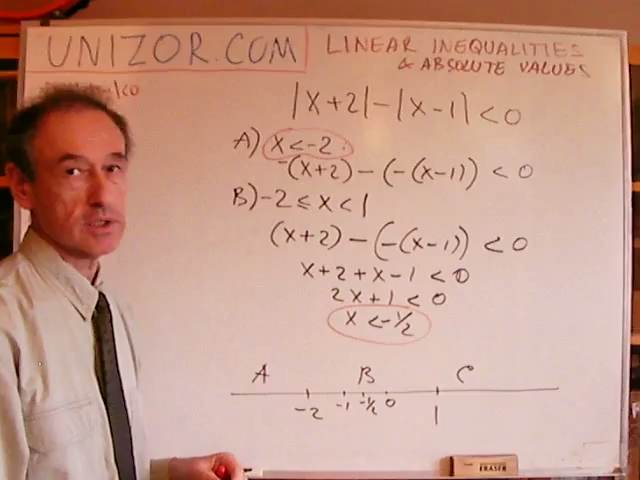 UNIZOR.COM
LINEAR INEQUALITIES
& ABSOLUTE VALUES
|X+2|-|X-1|<0
A) X<-2:
-(X+2)-(-(X-1))<0
B) -2≤X<1
(X+2)-(-(X-1))<0
X+2+X-1<0
2X+1<0
X<-1/2
A B C
-2 -1 -1/2 0 1
ERASER